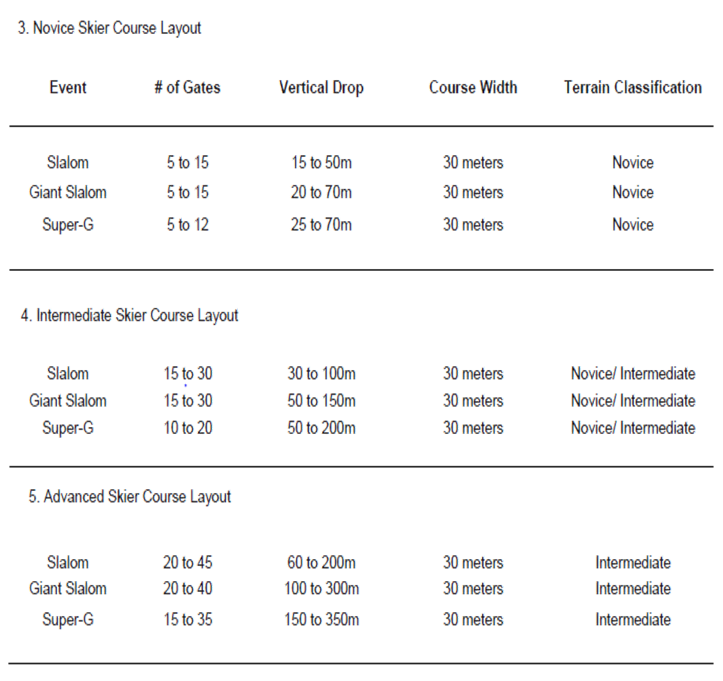 3. Novice Skier Course Layout
Event # of Gates Vertical Drop Course Width Terrain Classification
Slalom 5 to 15 15 to 50m 30 meters Novice
Giant Slalom 5 to 15 20 to 70m 30 meters Novice
Super-G 5 to 12 25 to 70m 30 meters Novice
4. Intermediate Skier Course Layout
Slalom 15 to 30 30 to 100m 30 meters Novice/ Intermediate
Giant Slalom 15 to 30 50 to 150m 30 meters Novice/ Intermediate
Super-G 10 to 20 50 to 200m 30 meters Novice/ Intermediate
5. Advanced Skier Course Layout
Slalom 20 to 45 60 to 200m 30 meters Intermediate
Giant Slalom 20 to 40 100 to 300m 30 meters Intermediate
Super-G 15 to 35 150 to 350m 30 meters Intermediate